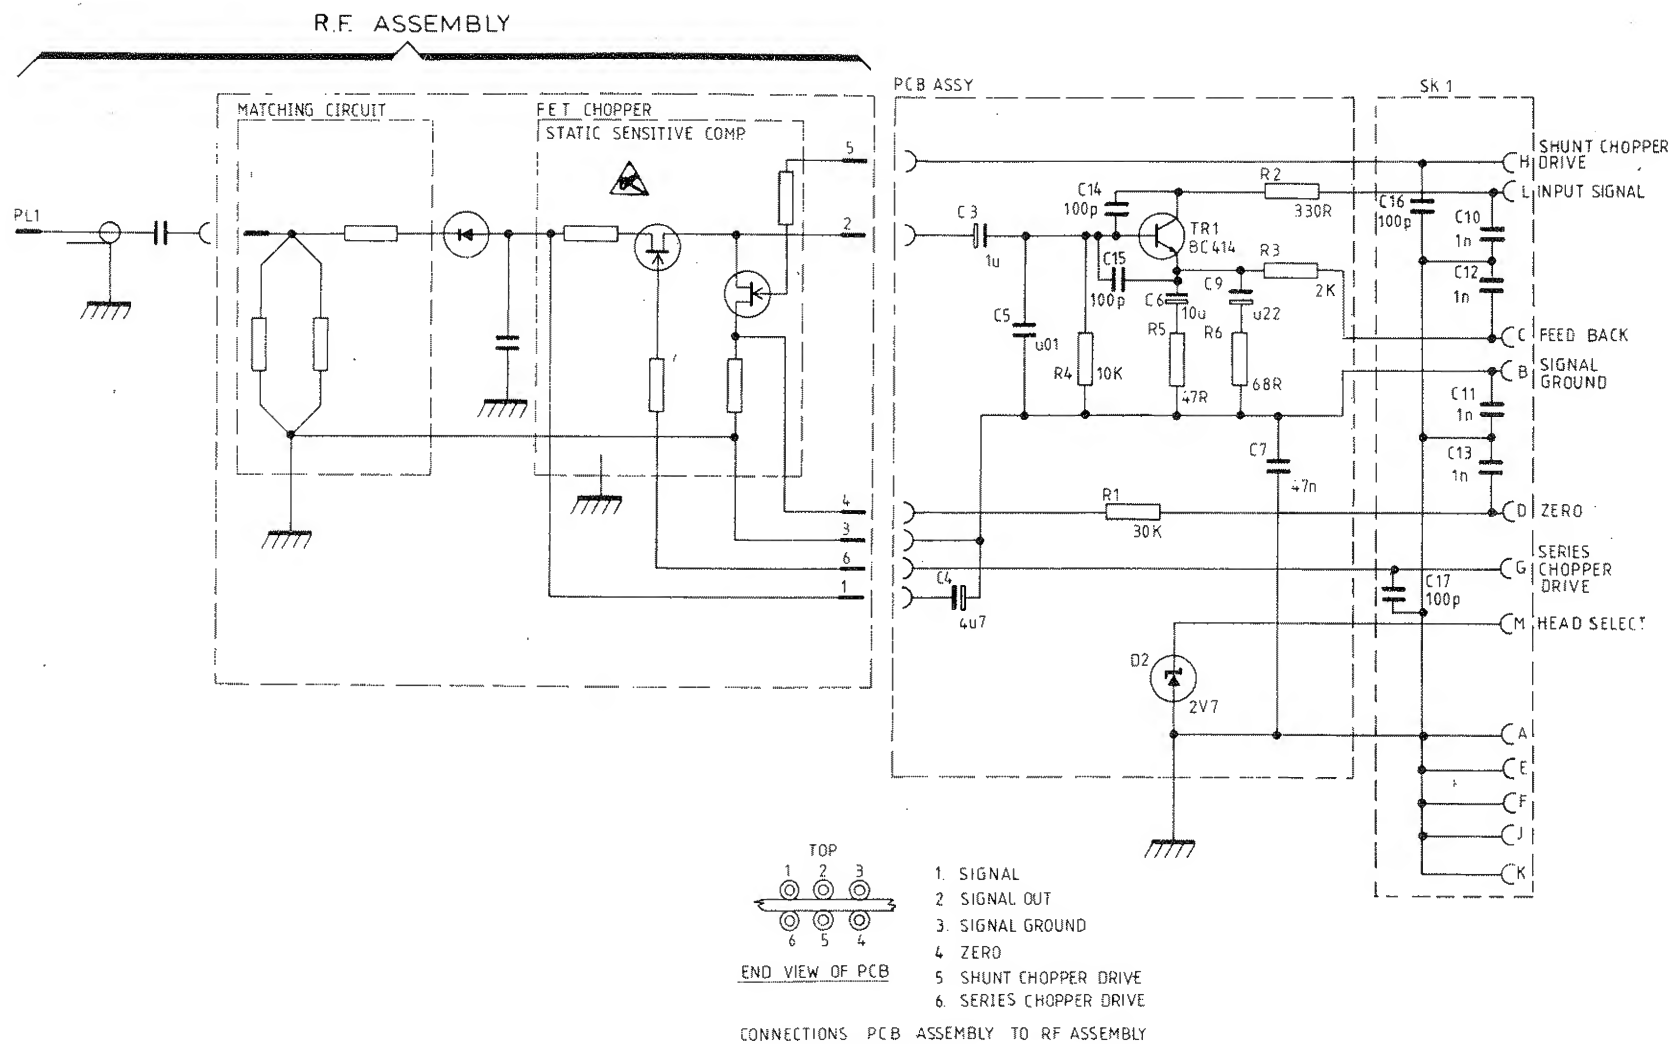 R.F. ASSEMBLY
PCB ASSY
SK 1
MATCHING CIRCUIT
FET CHOPPER
STATIC SENSITIVE COMP.
5
H
SHUNT CHOPPER
DRIVE
R2
330R
L
INPUT SIGNAL
C14
100p
C16
100p
PL1
2
C3
1u
TR1
BC414
C10
1n
C15
100p
R3
2K
C12
1n
C6
10u
C9
u22
C5
u01
R5
47R
R6
68R
C
FEED BACK
B
SIGNAL
GROUND
R4
10K
C11
1n
C7
47n
C13
1n
4
R1
30K
D
ZERO
3
6
G
SERIES
CHOPPER
DRIVE
1
C4
4u7
C17
100p
M
HEAD SELECT
D2
2V7
A
E
F
J
K
TOP
1 2 3
6 5 4
END VIEW OF PCB
1. SIGNAL
2 SIGNAL OUT
3. SIGNAL GROUND
4 ZERO
5 SHUNT CHOPPER DRIVE
6. SERIES CHOPPER DRIVE
CONNECTIONS PCB ASSEMBLY TO RF ASSEMBLY